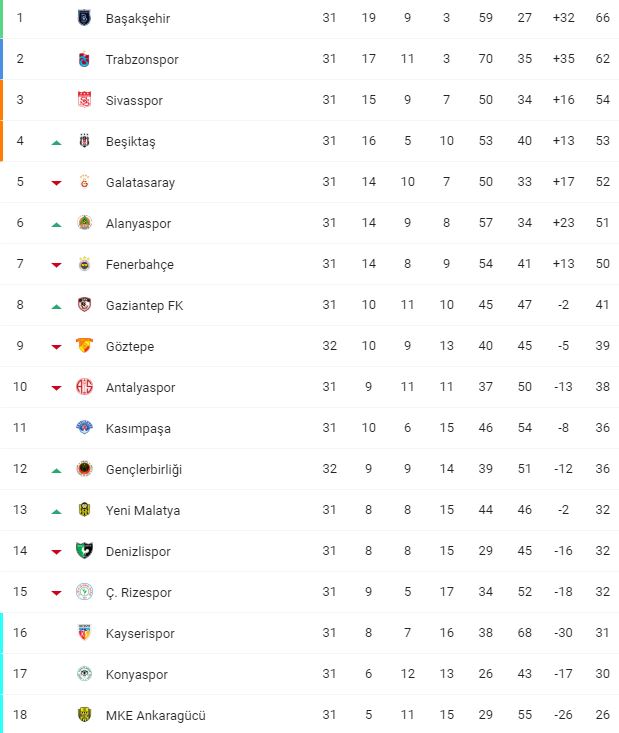 1 Başakşehir 31 19 9 3 59 27 +32 66
2 Trabzonspor 31 17 11 3 70 35 +35 62
3 Sivasspor 31 15 9 7 50 34 +16 54
4 Beşiktaş 31 16 5 10 53 40 +13 53
5 Galatasaray 31 14 10 7 50 33 +17 52
6 Alanyaspor 31 14 9 8 57 34 +23 51
7 Fenerbahçe 31 14 8 9 54 41 +13 50
8 Gaziantep FK 31 10 11 10 45 47 -2 41
9 Göztepe 32 10 9 13 40 45 -5 39
10 Antalyaspor 31 9 11 11 37 50 -13 38
11 Kasımpaşa 31 10 6 15 46 54 -8 36
12 Gençlerbirliği 32 9 9 14 39 51 -12 36
13 Yeni Malatya 31 8 8 15 44 46 -2 32
14 Denizlispor 31 8 8 15 29 45 -16 32
15 Ç. Rizespor 31 9 5 17 34 52 -18 32
16 Kayserispor 31 8 7 16 38 68 -30 31
17 Konyaspor 31 6 12 13 26 43 -17 30
18 MKE Ankaragücü 31 5 11 15 29 55 -26 26